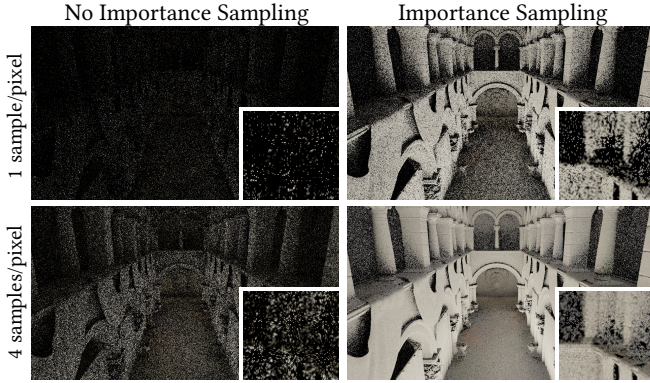 No Importance Sampling
Importance Sampling
1 sample/pixel
4 samples/pixel